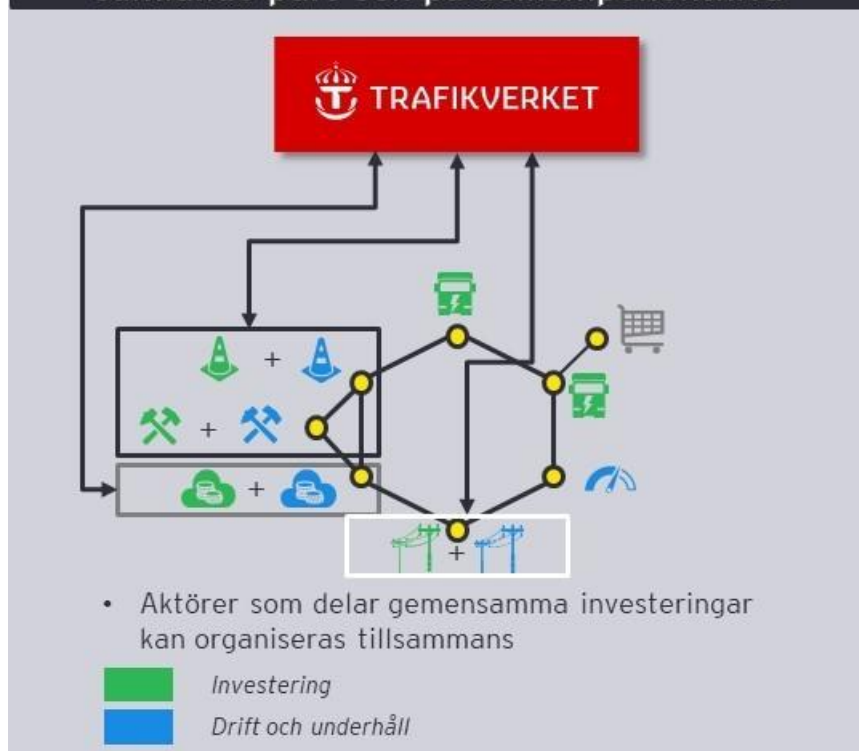 TRAFIKVERKET
+
+
+
+
• Aktörer som delar gemensamma investeringar
kan organiseras tillsammans
Investering
Drift och underhåll